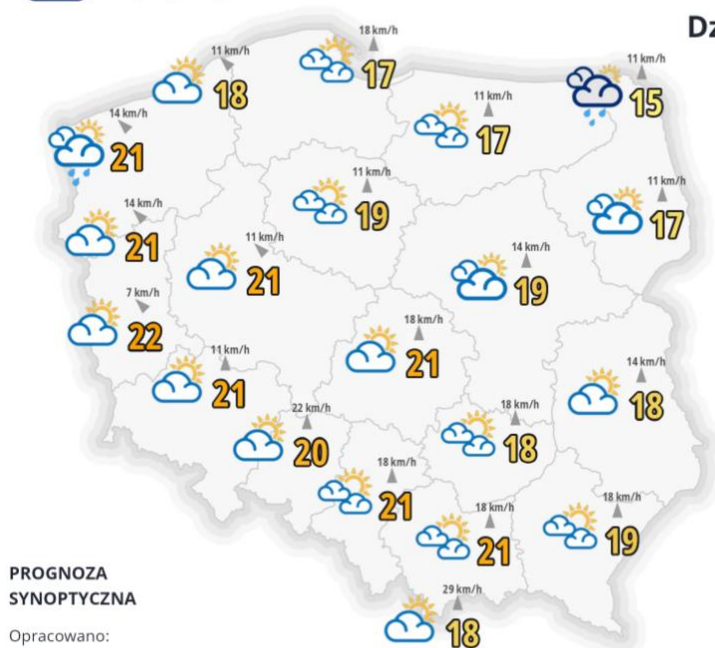 Dz
18 km/h
17
11 km/h
18
11 km/h
15
14 km/h
21
11 km/h
17
11 km/h
19
11 km/h
17
14 km/h
21
11 km/h
21
14 km/h
19
7 km/h
22
18 km/h
21
11 km/h
21
14 km/h
18
22 km/h
20
18 km/h
18
18 km/h
21
18 km/h
21
18 km/h
19
29 km/h
18
PROGNOZA
SYNOPTYCZNA
Opracowano: